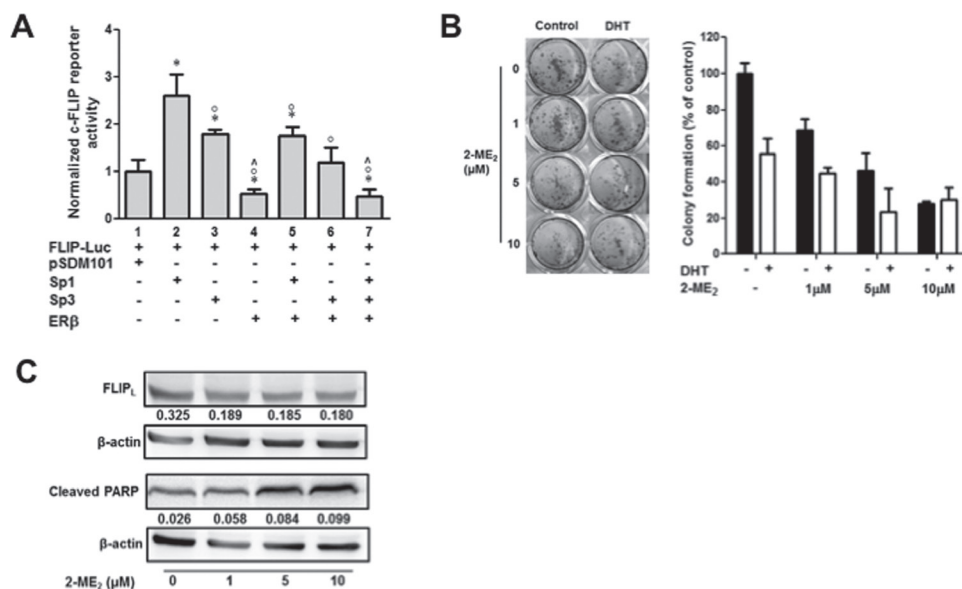 A
Normalized c-FLIP reporter
activity
4
3
2
1
0
*
○
*
^
○
*
○
*
○
^
○
*
1 2 3 4 5 6 7
FLIP-Luc + + + + + + +
pSDM101 + - - - - - -
Sp1 - + - - + - +
Sp3 - - + - - + +
ERβ - - - + + + +
B
Control DHT
0
1
2-ME2
(μM)
5
10
Colony formation (% of control)
120
100
80
60
40
20
0
DHT - + - + - + - +
2-ME2 - 1μM 5μM 10μM
C
FLIPL
0.325 0.189 0.185 0.180
β-actin
Cleaved PARP
0.026 0.058 0.084 0.099
β-actin
2-ME2 (μM) 0 1 5 10